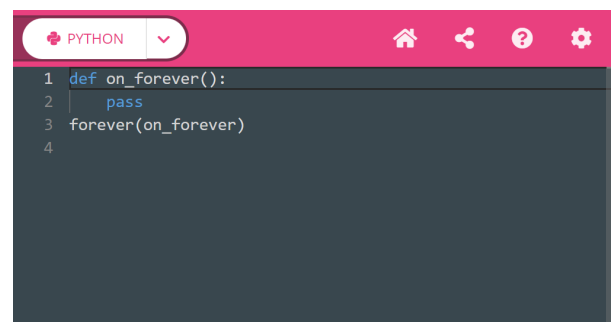 PYTHON
1 def on_forever():
2     pass
3 forever(on_forever)
4